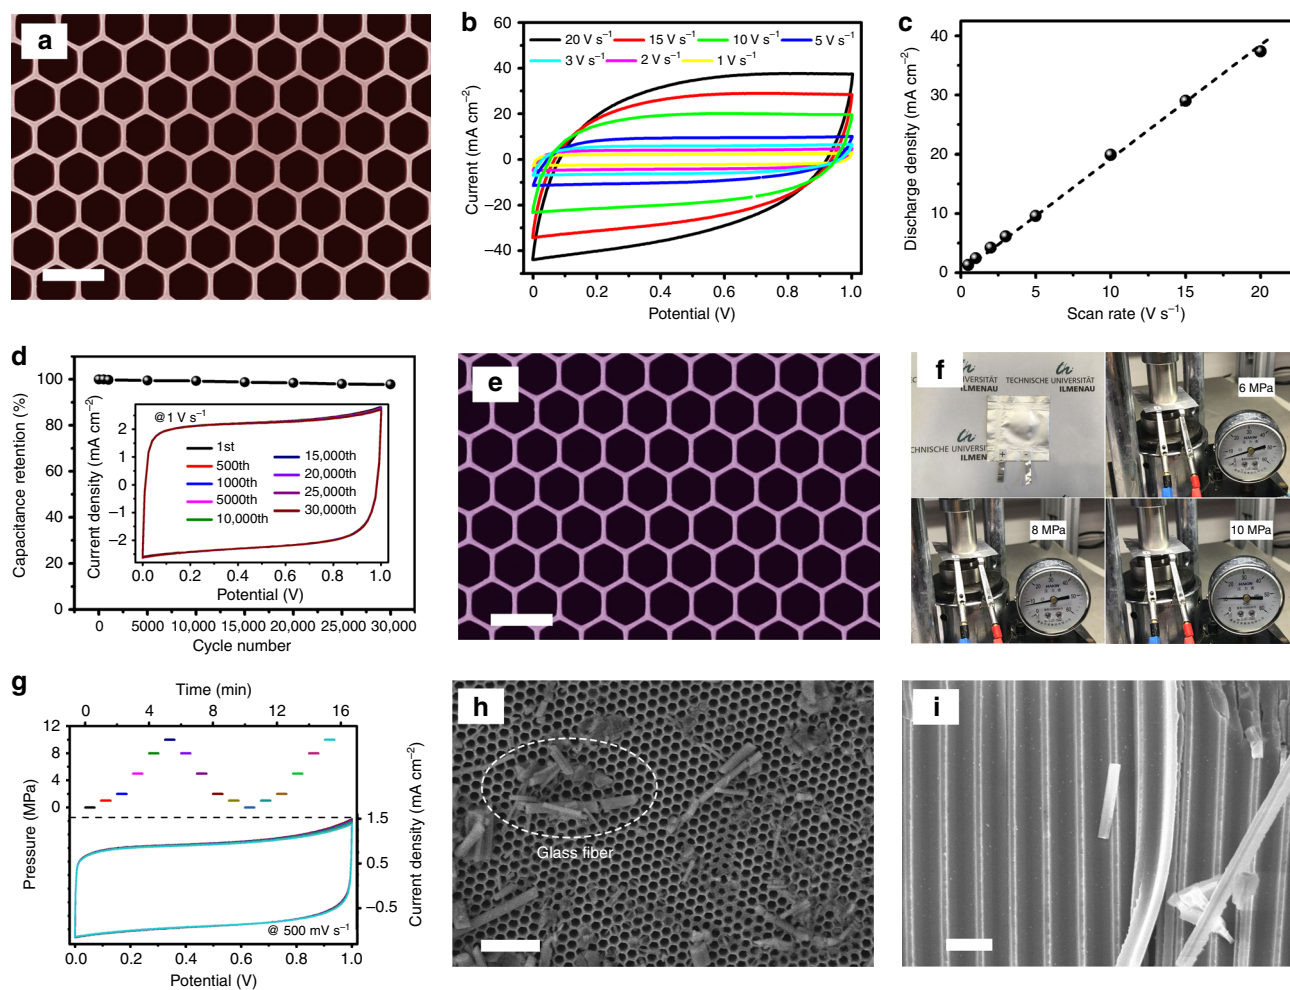 a
b
60
40
20
0
−20
−40
Current (mA cm⁻²)
20 V s⁻¹
15 V s⁻¹
10 V s⁻¹
5 V s⁻¹
3 V s⁻¹
2 V s⁻¹
1 V s⁻¹
0
0.2
0.4
0.6
0.8
1.0
Potential (V)
c
40
30
20
10
0
Discharge density (mA cm⁻²)
0
5
10
15
20
Scan rate (V s⁻¹)
d
100
80
60
40
20
0
Capacitance retention (%)
@1 V s⁻¹
2
1
0
−1
−2
Current density (mA cm⁻²)
1st
500th
1000th
5000th
10,000th
15,000th
20,000th
25,000th
30,000th
0.0
0.2
0.4
0.6
0.8
1.0
Potential (V)
0
5000
10,000
15,000
20,000
25,000
30,000
Cycle number
e
f
TECHNISCHE UNIVERSITÄT
ILMENAU
6 MPa
8 MPa
10 MPa
g
Time (min)
0
4
8
12
16
12
8
4
0
Pressure (MPa)
1.5
0.5
−0.5
Current density (mA cm⁻²)
@ 500 mV s⁻¹
0.0
0.2
0.4
0.6
0.8
1.0
Potential (V)
h
Glass fiber
i